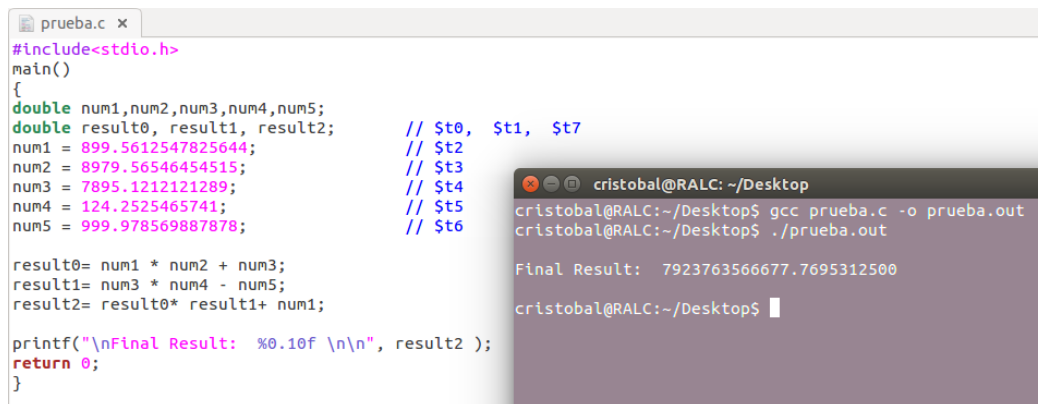 prueba.c ×
#include<stdio.h>
main()
{
double num1,num2,num3,num4,num5;
double result0, result1, result2; // $t0, $t1, $t7
num1 = 899.5612547825644; // $t2
num2 = 8979.56546454515; // $t3
num3 = 7895.1212121289; // $t4
num4 = 124.2525465741; // $t5
num5 = 999.978569887878; // $t6
result0= num1 * num2 + num3;
result1= num3 * num4 - num5;
result2= result0* result1+ num1;
printf("\nFinal Result:  %0.10f \n\n", result2 );
return 0;
}
cristobal@RALC: ~/Desktop
cristobal@RALC:~/Desktop$ gcc prueba.c -o prueba.out
cristobal@RALC:~/Desktop$ ./prueba.out
Final Result:  7923763566677.7695312500
cristobal@RALC:~/Desktop$